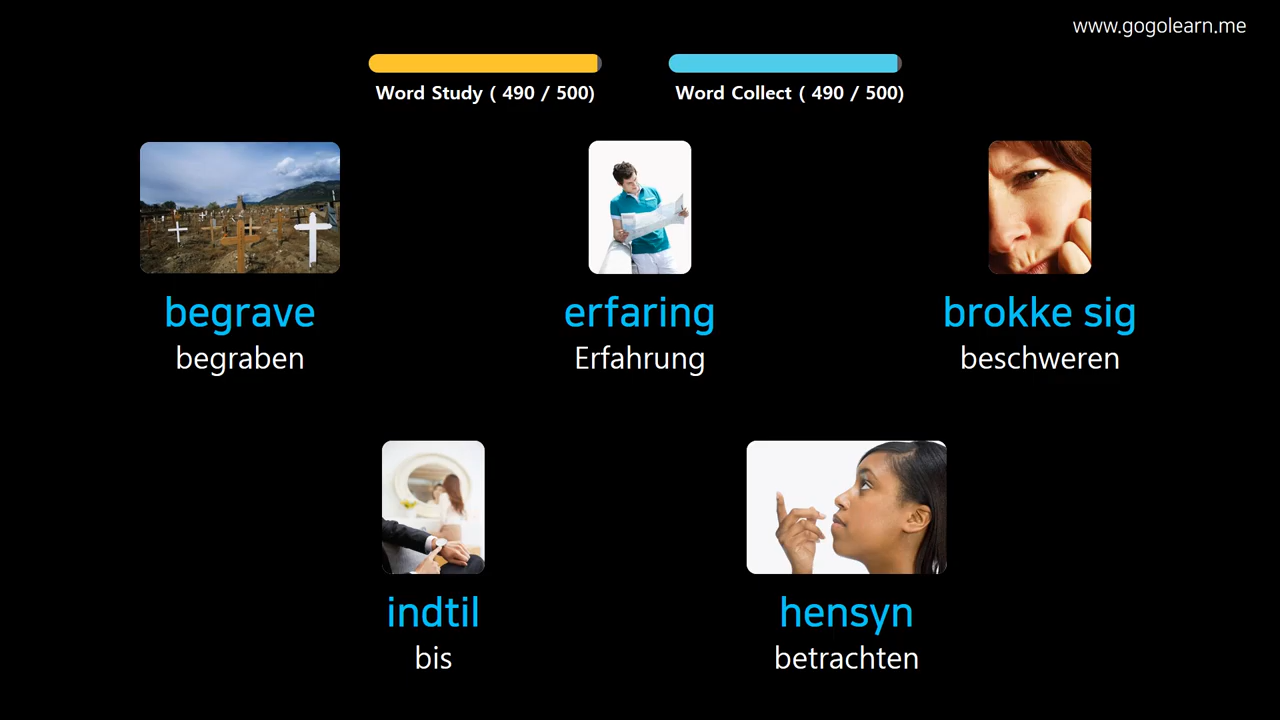 www.gogolearn.me
Word Study ( 490 / 500)
Word Collect ( 490 / 500)
begrave
begraben
erfaring
Erfahrung
brokke sig
beschweren
indtil
bis
hensyn
betrachten